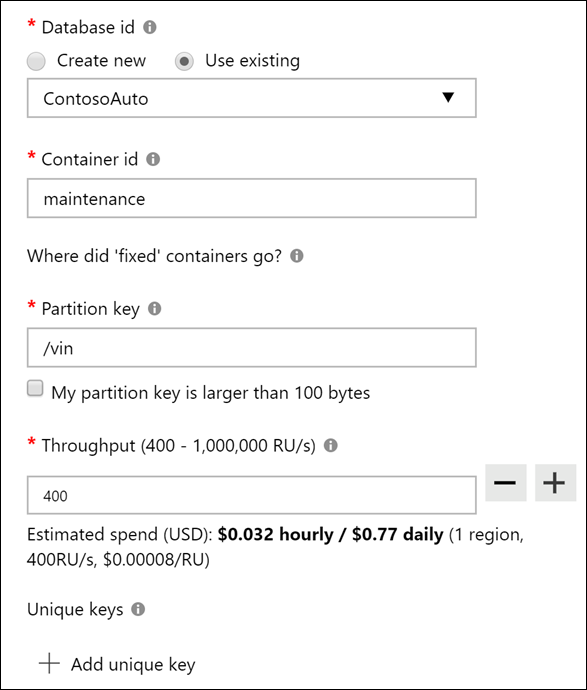 * Database id
Create new Use existing
ContosoAuto
* Container id
maintenance
Where did 'fixed' containers go?
* Partition key
/vin
My partition key is larger than 100 bytes
* Throughput (400 - 1,000,000 RU/s)
400
Estimated spend (USD): $0.032 hourly / $0.77 daily (1 region,
400RU/s, $0.00008/RU)
Unique keys
Add unique key